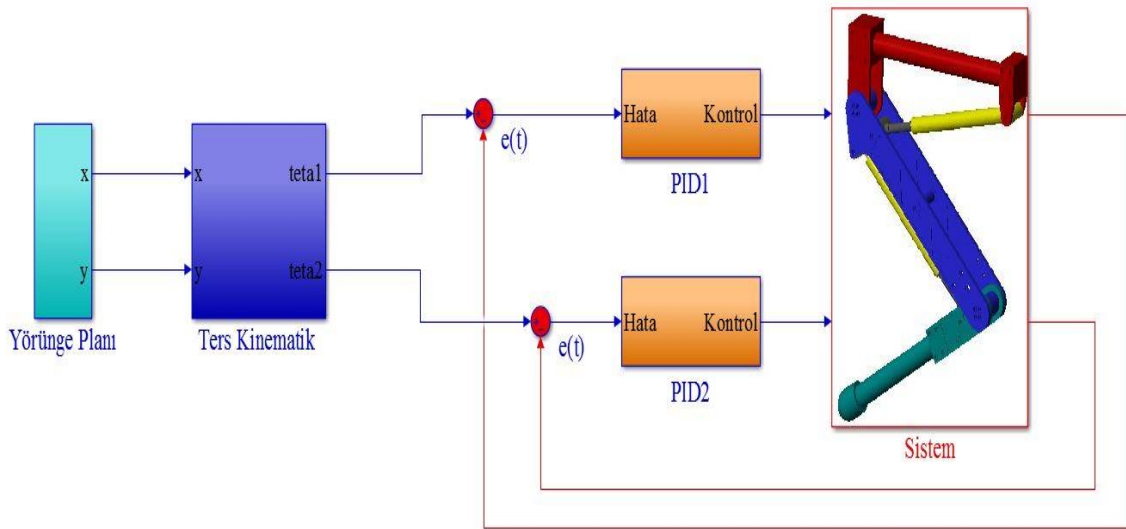 x
y
Yörünge Planı
x
y
teta1
teta2
Ters Kinematik
e(t)
Hata
Kontrol
PID1
e(t)
Hata
Kontrol
PID2
Sistem